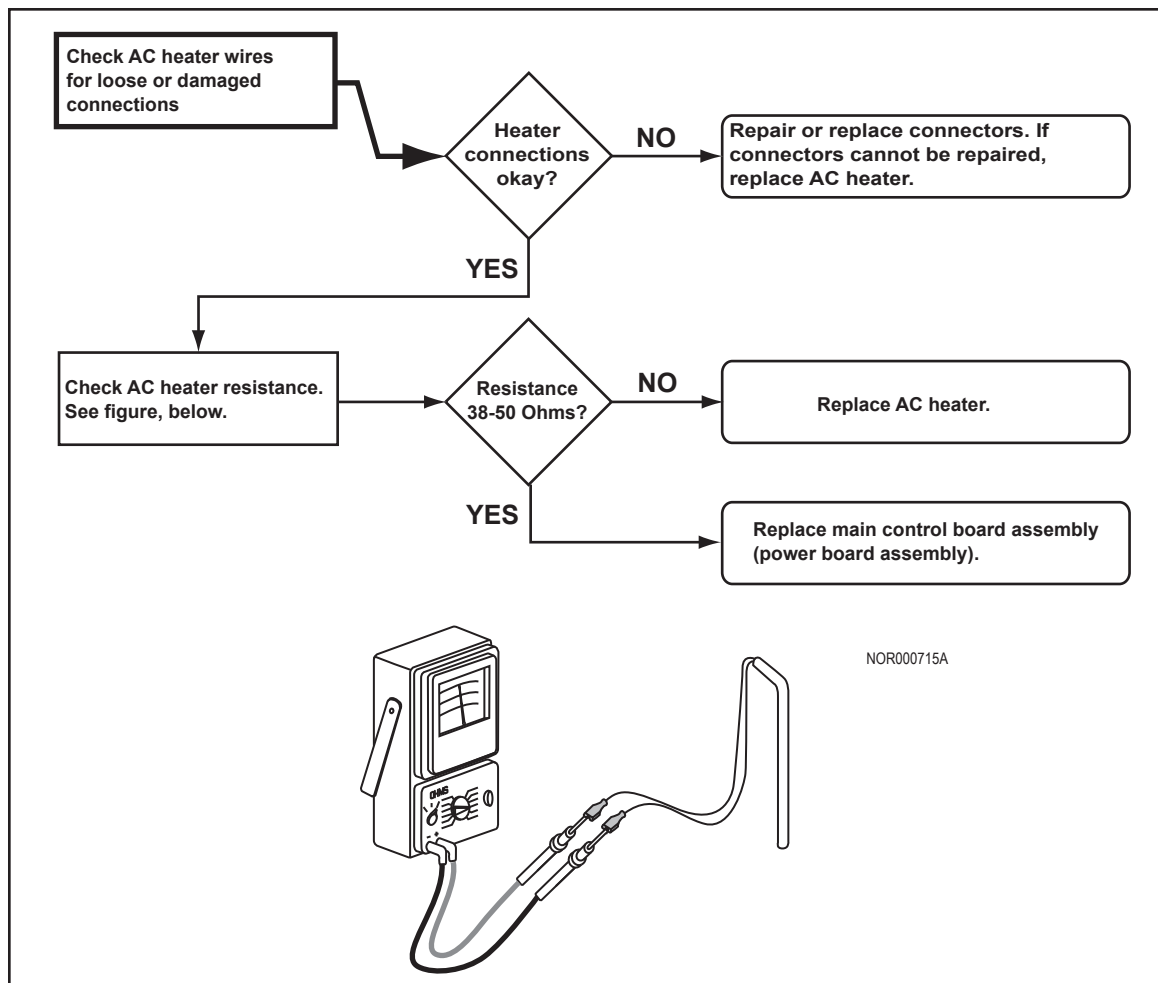 Check AC heater wires
for loose or damaged
connections
Heater
connections
okay?
NO
Repair or replace connectors. If
connectors cannot be repaired,
replace AC heater.
YES
Check AC heater resistance.
See figure, below.
Resistance
38-50 Ohms?
NO
Replace AC heater.
YES
Replace main control board assembly
(power board assembly).
NOR000715A
OHMS
- +